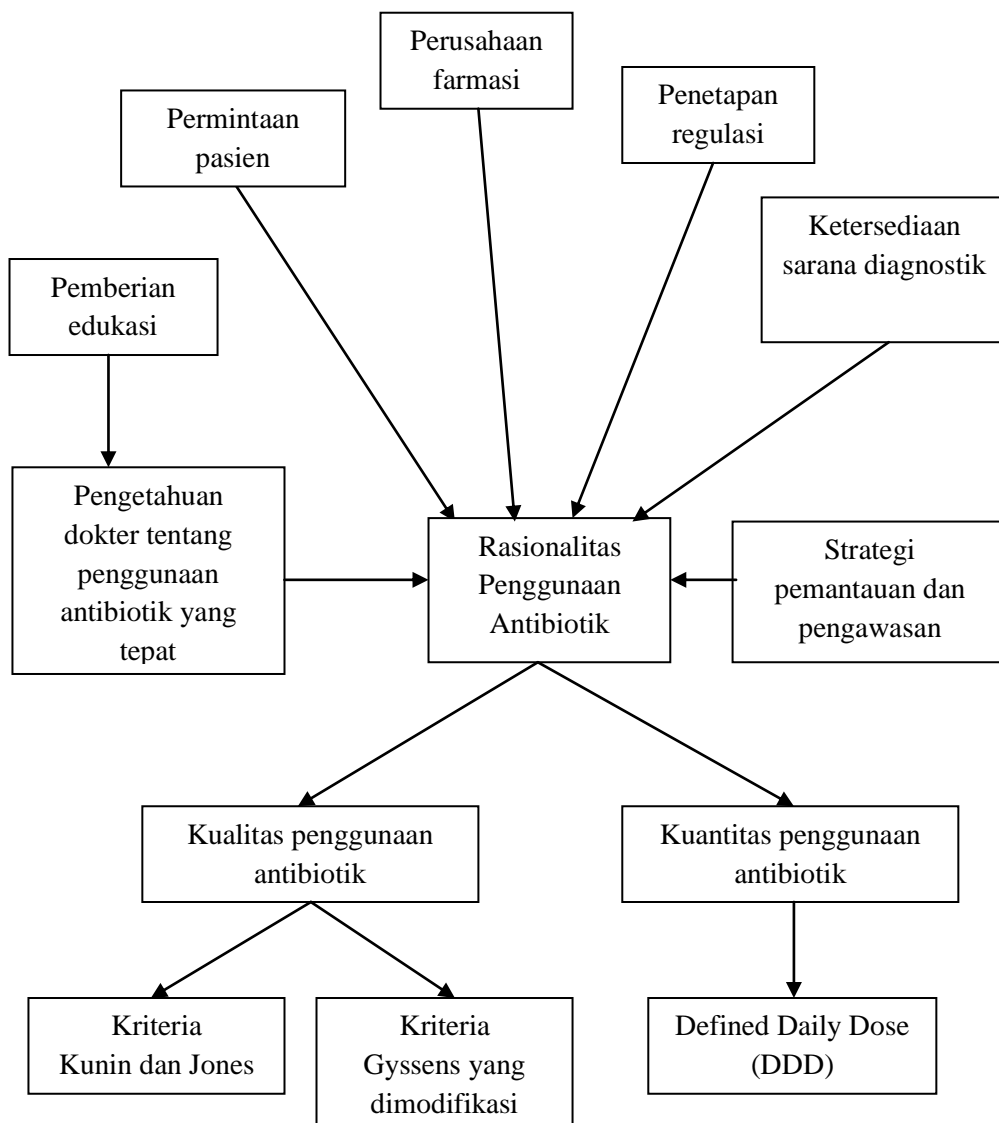 Perusahaan
farmasi
Permintaan
pasien
Penetapan
regulasi
Ketersediaan
sarana diagnostik
Pemberian
edukasi
Pengetahuan
dokter tentang
penggunaan
antibiotik yang
tepat
Rasionalitas
Penggunaan
Antibiotik
Strategi
pemantauan dan
pengawasan
Kualitas penggunaan
antibiotik
Kuantitas penggunaan
antibiotik
Kriteria
Kunin dan Jones
Kriteria
Gyssens yang
dimodifikasi
Defined Daily Dose
(DDD)